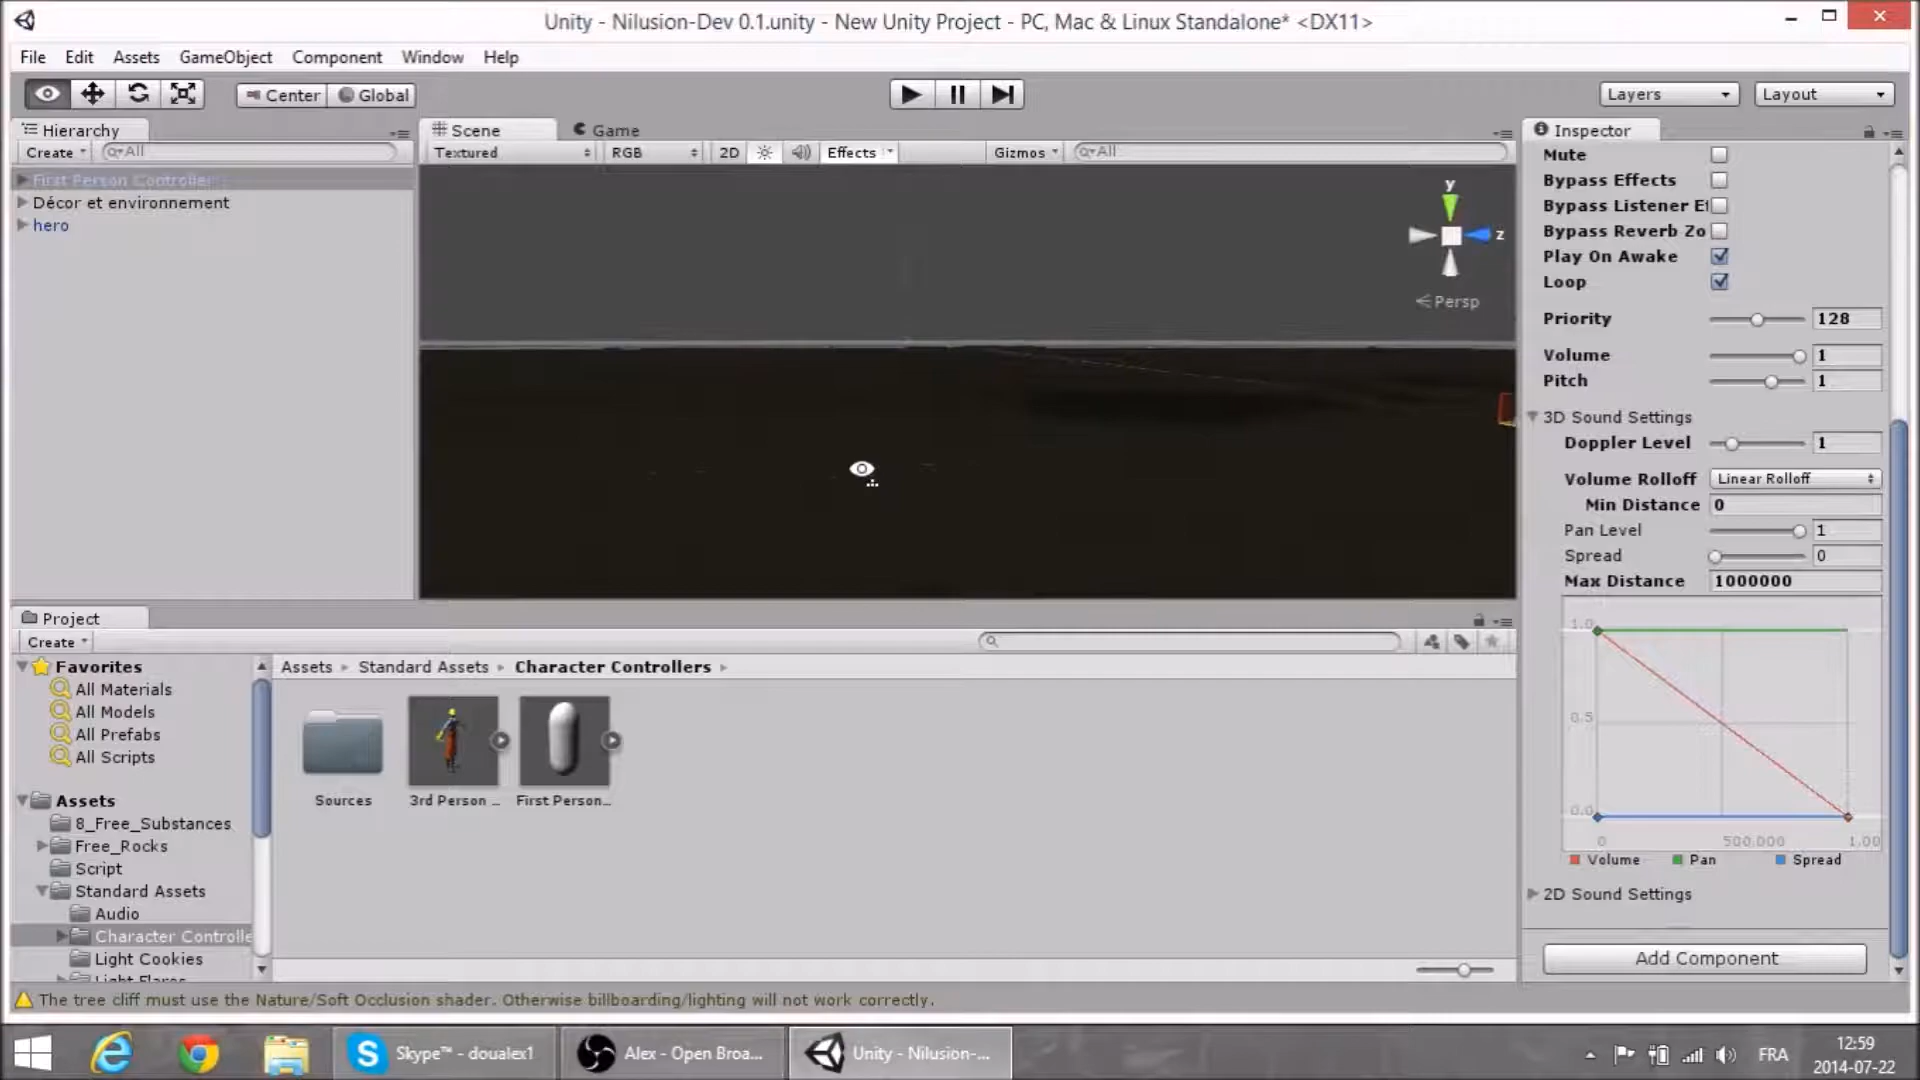 Unity - Nilusion-Dev 0.1.unity - New Unity Project - PC, Mac & Linux Standalone* <DX11>
File Edit Assets GameObject Component Window Help
Center Global Layers Layout
Hierarchy
Create All
First Person Controller
Décor et environnement
hero
Scene Game
Textured RGB 2D Effects Gizmos All
y
z
Persp
Inspector
Mute
Bypass Effects
Bypass Listener Ef
Bypass Reverb Zo
Play On Awake
Loop
Priority 128
Volume 1
Pitch 1
3D Sound Settings
Doppler Level 1
Volume Rolloff Linear Rolloff
Min Distance 0
Pan Level 1
Spread 0
Max Distance 1000000
1.0
0.5
0.0
0 500,000 1.00
Volume Pan Spread
2D Sound Settings
Add Component
Project
Create
Favorites
All Materials
All Models
All Prefabs
All Scripts
Assets
8_Free_Substances
Free_Rocks
Script
Standard Assets
Audio
Character Controlle
Light Cookies
Light Flares
Assets Standard Assets Character Controllers
Sources 3rd Person ... First Person...
The tree cliff must use the Nature/Soft Occlusion shader. Otherwise billboarding/lighting will not work correctly.
Skype™ - doualex1 Alex - Open Broa... Unity - Nilusion-...
FRA
12:59
2014-07-22